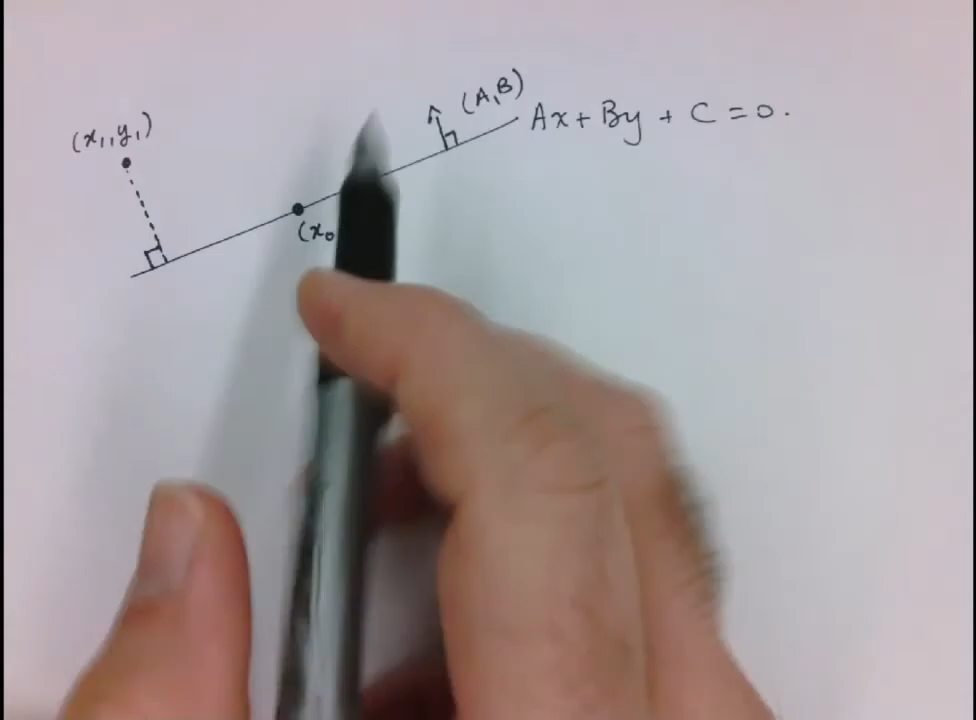 (A,B)
Ax + By + C = 0.
(x₁,y₁)
(x₀